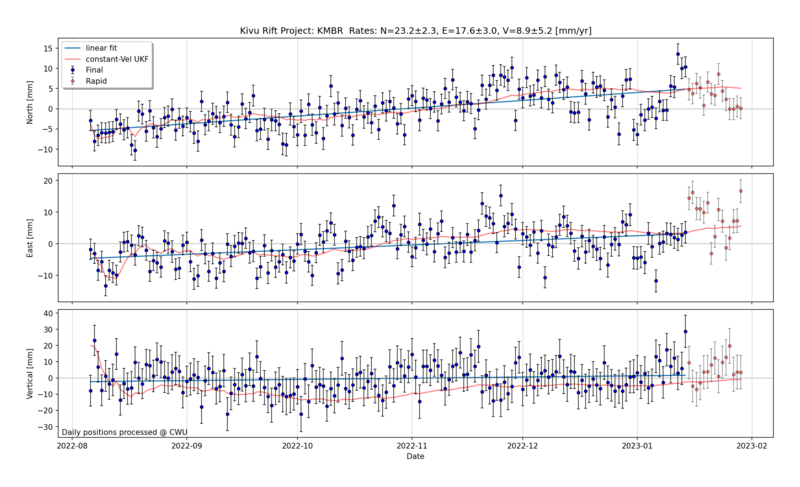 Kivu Rift Project: KMBR Rates: N=23.2±2.3, E=17.6±3.0, V=8.9±5.2 [mm/yr]
linear fit
constant-Vel UKF
Final
Rapid
15
10
5
0
−5
−10
North [mm]
20
10
0
−10
East [mm]
40
30
20
10
0
−10
−20
−30
Vertical [mm]
Daily positions processed @ CWU
2022-08 2022-09 2022-10 2022-11 2022-12 2023-01 2023-02
Date